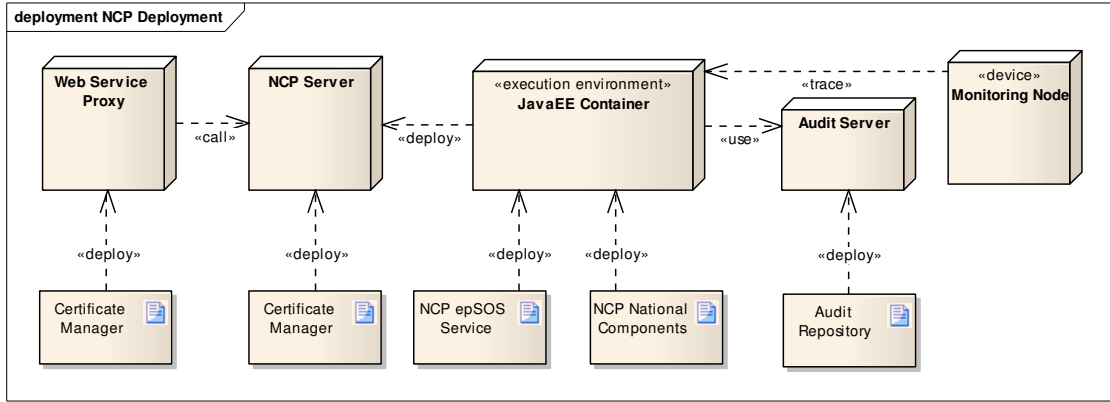 deployment NCP Deployment
Web Service
Proxy
NCP Server
«execution environment»
JavaEE Container
«device»
Monitoring Node
«trace»
Audit Server
«call»
«deploy»
«use»
«deploy»
«deploy»
«deploy»
«deploy»
«deploy»
Certificate
Manager
Certificate
Manager
NCP epSOS
Service
NCP National
Components
Audit
Repository